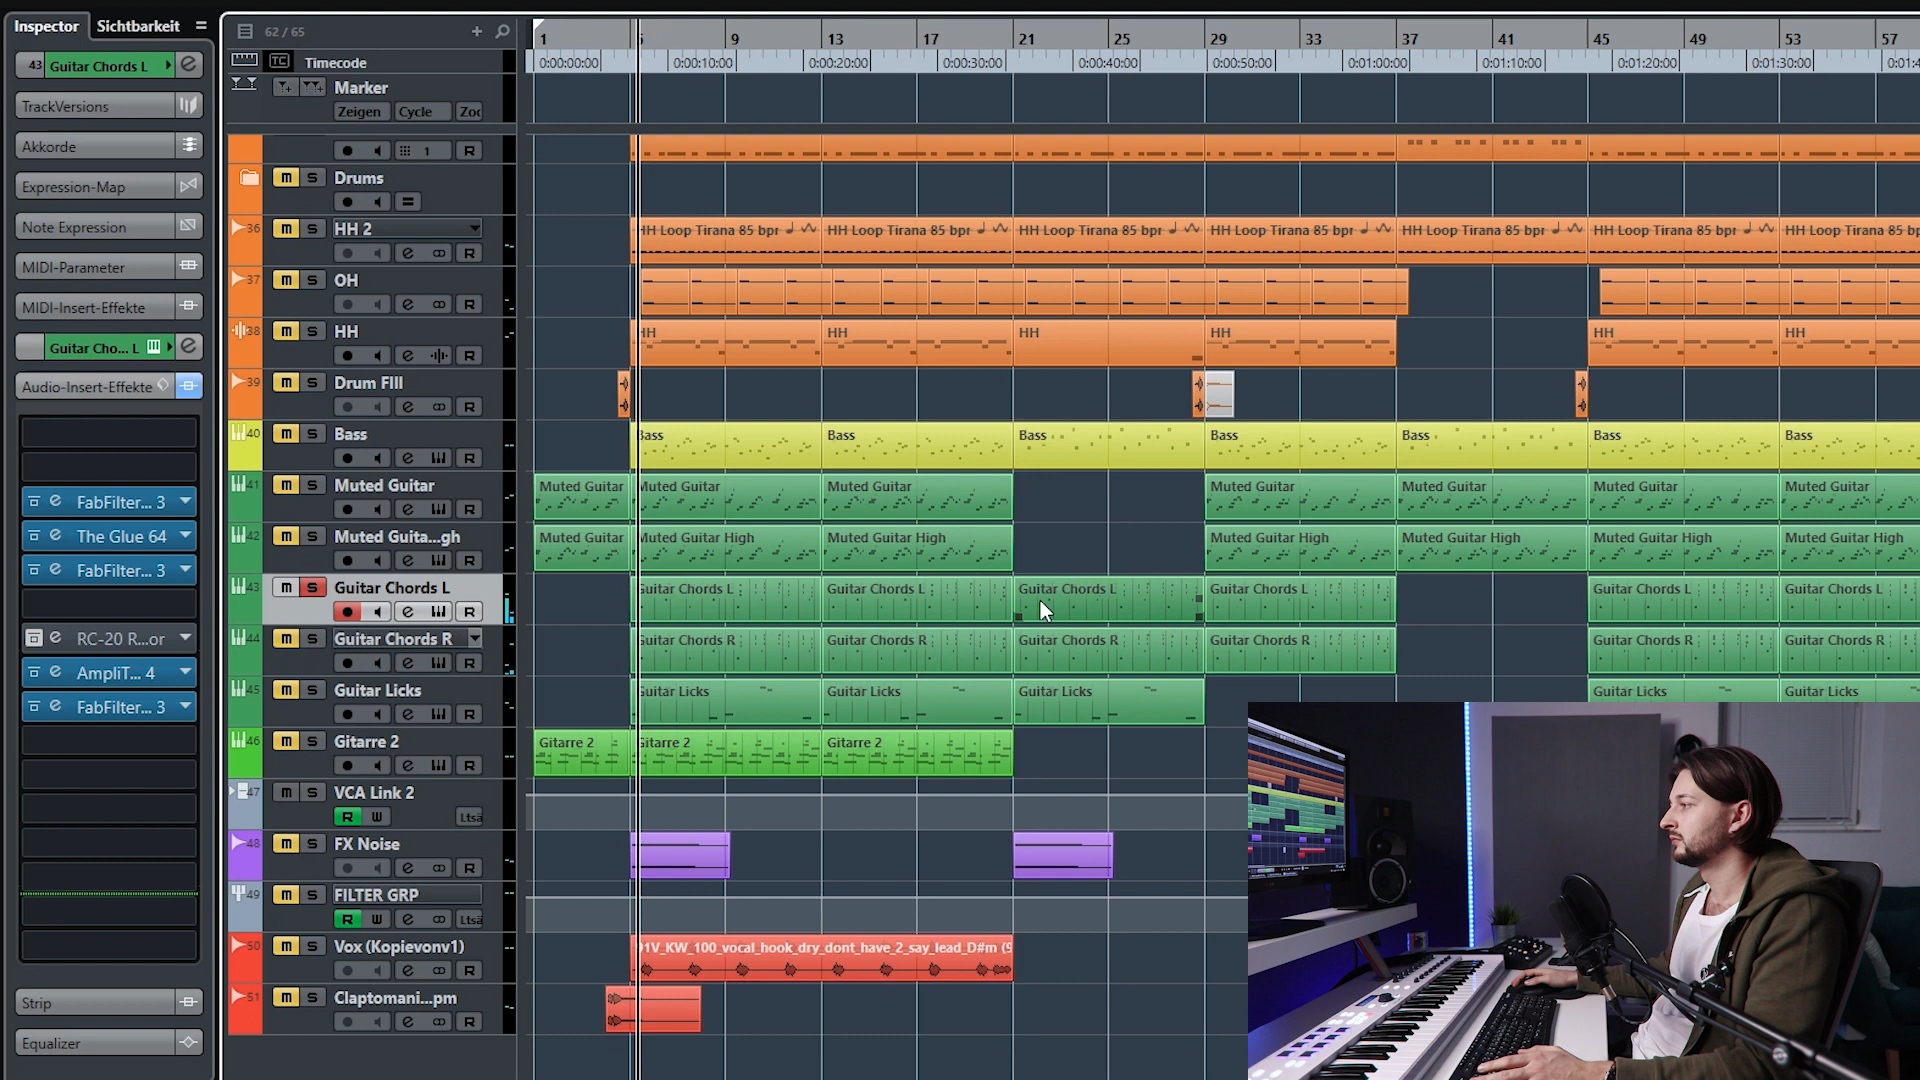 Inspector Sichtbarkeit
43 Guitar Chords L
TrackVersions
Akkorde
Expression-Map
Note Expression
MIDI-Parameter
MIDI-Insert-Effekte
Guitar Cho... L
Audio-Insert-Effekte
FabFilter... 3
The Glue 64
FabFilter... 3
RC-20 R...or
AmpliT... 4
FabFilter... 3
Strip
Equalizer
62 / 65
TC Timecode
Marker
Zeigen Cycle Zoo
1 R
m S Drums
36 m S HH 2
R
37 m S OH
R
38 m S HH
R
39 m S Drum FIll
R
40 m S Bass
R
41 m S Muted Guitar
R
42 m S Muted Guita...gh
R
43 m S Guitar Chords L
R
44 m S Guitar Chords R
R
45 m S Guitar Licks
R
46 m S Gitarre 2
R
47 m S VCA Link 2
R W Ltsä
48 m S FX Noise
R
49 m S FILTER GRP
R W Ltsä
50 m S Vox (Kopievonv1)
R
51 m S Claptomani...pm
R
1 5 9 13 17 21 25 29 33 37 41 45 49 53 57
0:00:00:00 0:00:10:00 0:00:20:00 0:00:30:00 0:00:40:00 0:00:50:00 0:01:00:00 0:01:10:00 0:01:20:00 0:01:30:00 0:01:4
HH Loop Tirana 85 bpr HH Loop Tirana 85 bpr HH Loop Tirana 85 bpr HH Loop Tirana 85 bpr HH Loop Tirana 85 bpr HH Loop Tirana 85 bpr HH Loop Tirana 85 bp
HH HH HH HH HH HH
Bass Bass Bass Bass Bass Bass Bass
Muted Guitar Muted Guitar Muted Guitar Muted Guitar Muted Guitar Muted Guitar Muted Guitar
Muted Guitar Muted Guitar High Muted Guitar High Muted Guitar High Muted Guitar High Muted Guitar High Muted Guitar High
Guitar Chords L Guitar Chords L Guitar Chords L Guitar Chords L Guitar Chords L Guitar Chords L
Guitar Chords R Guitar Chords R Guitar Chords R Guitar Chords R Guitar Chords R Guitar Chords R
Guitar Licks Guitar Licks Guitar Licks Guitar Licks Guitar Licks
Gitarre 2 Gitarre 2 Gitarre 2
91V_KW_100_vocal_hook_dry_dont_have_2_say_lead_D#m (9